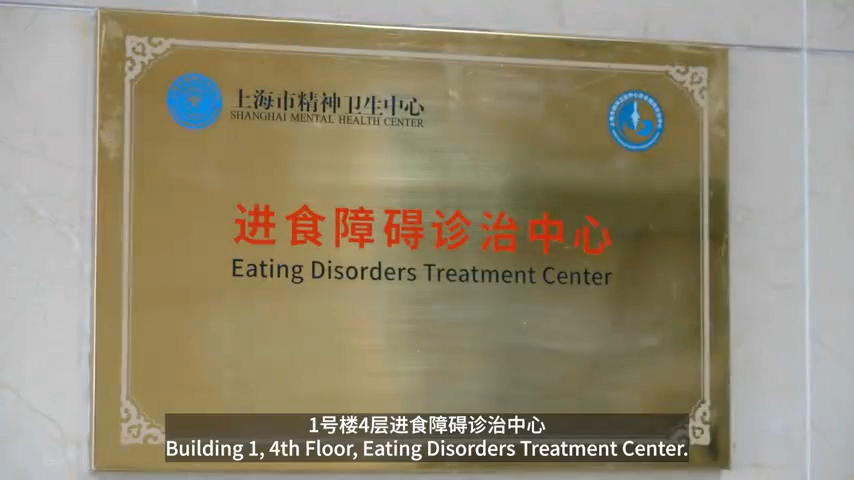 上海市精神卫生中心
SHANGHAI MENTAL HEALTH CENTER
进食障碍诊治中心
Eating Disorders Treatment Center
1号楼4层进食障碍诊治中心
Building 1, 4th Floor, Eating Disorders Treatment Center.